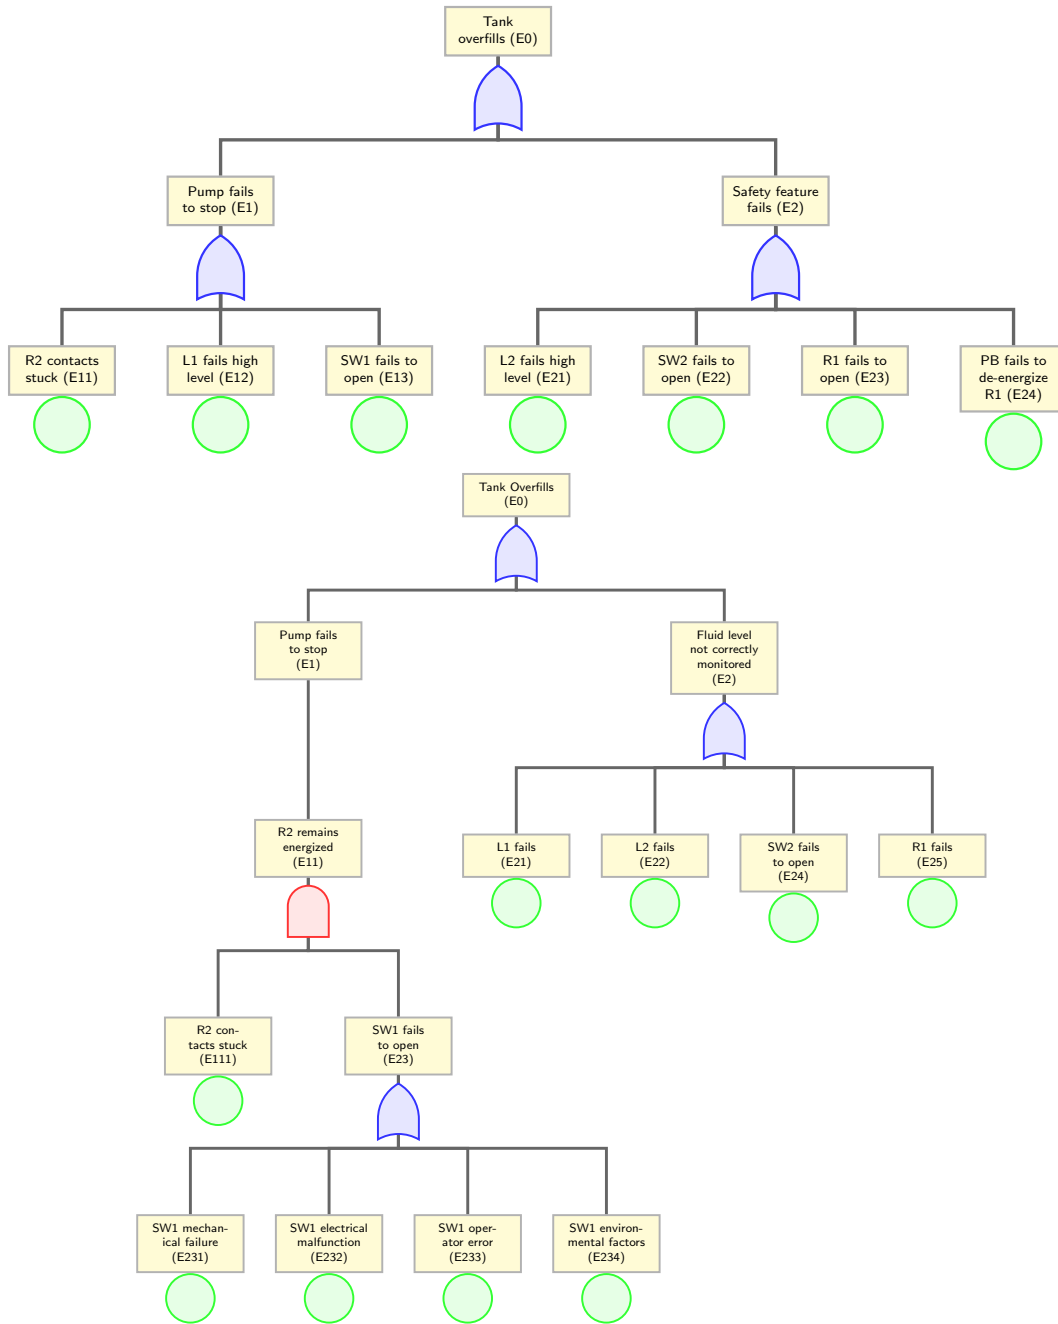 Tank
overfills (E0)
Pump fails
to stop (E1)
Safety feature
fails (E2)
R2 contacts
stuck (E11)
L1 fails high
level (E12)
SW1 fails to
open (E13)
L2 fails high
level (E21)
SW2 fails to
open (E22)
R1 fails to
open (E23)
PB fails to
de-energize
R1 (E24)
Tank Overfills
(E0)
Pump fails
to stop
(E1)
Fluid level
not correctly
monitored
(E2)
R2 remains
energized
(E11)
L1 fails
(E21)
L2 fails
(E22)
SW2 fails
to open
(E24)
R1 fails
(E25)
R2 con-
tacts stuck
(E111)
SW1 fails
to open
(E23)
SW1 mechan-
ical failure
(E231)
SW1 electrical
malfunction
(E232)
SW1 oper-
ator error
(E233)
SW1 environ-
mental factors
(E234)